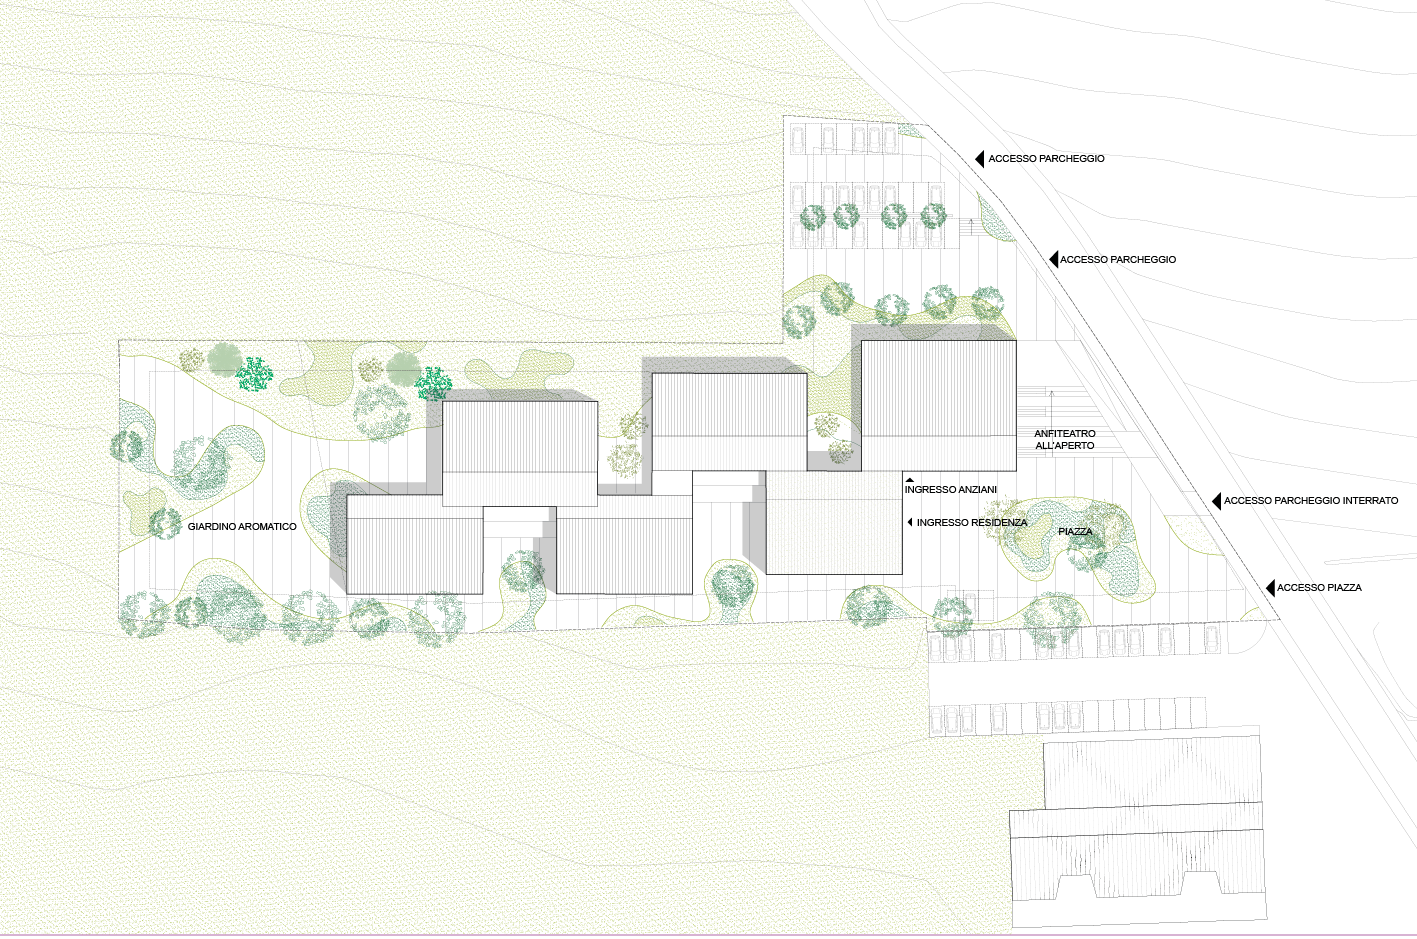 ACCESSO PARCHEGGIO
ACCESSO PARCHEGGIO
ANFITEATRO
ALL'APERTO
INGRESSO ANZIANI
ACCESSO PARCHEGGIO INTERRATO
INGRESSO RESIDENZA
GIARDINO AROMATICO
PIAZZA
ACCESSO PIAZZA